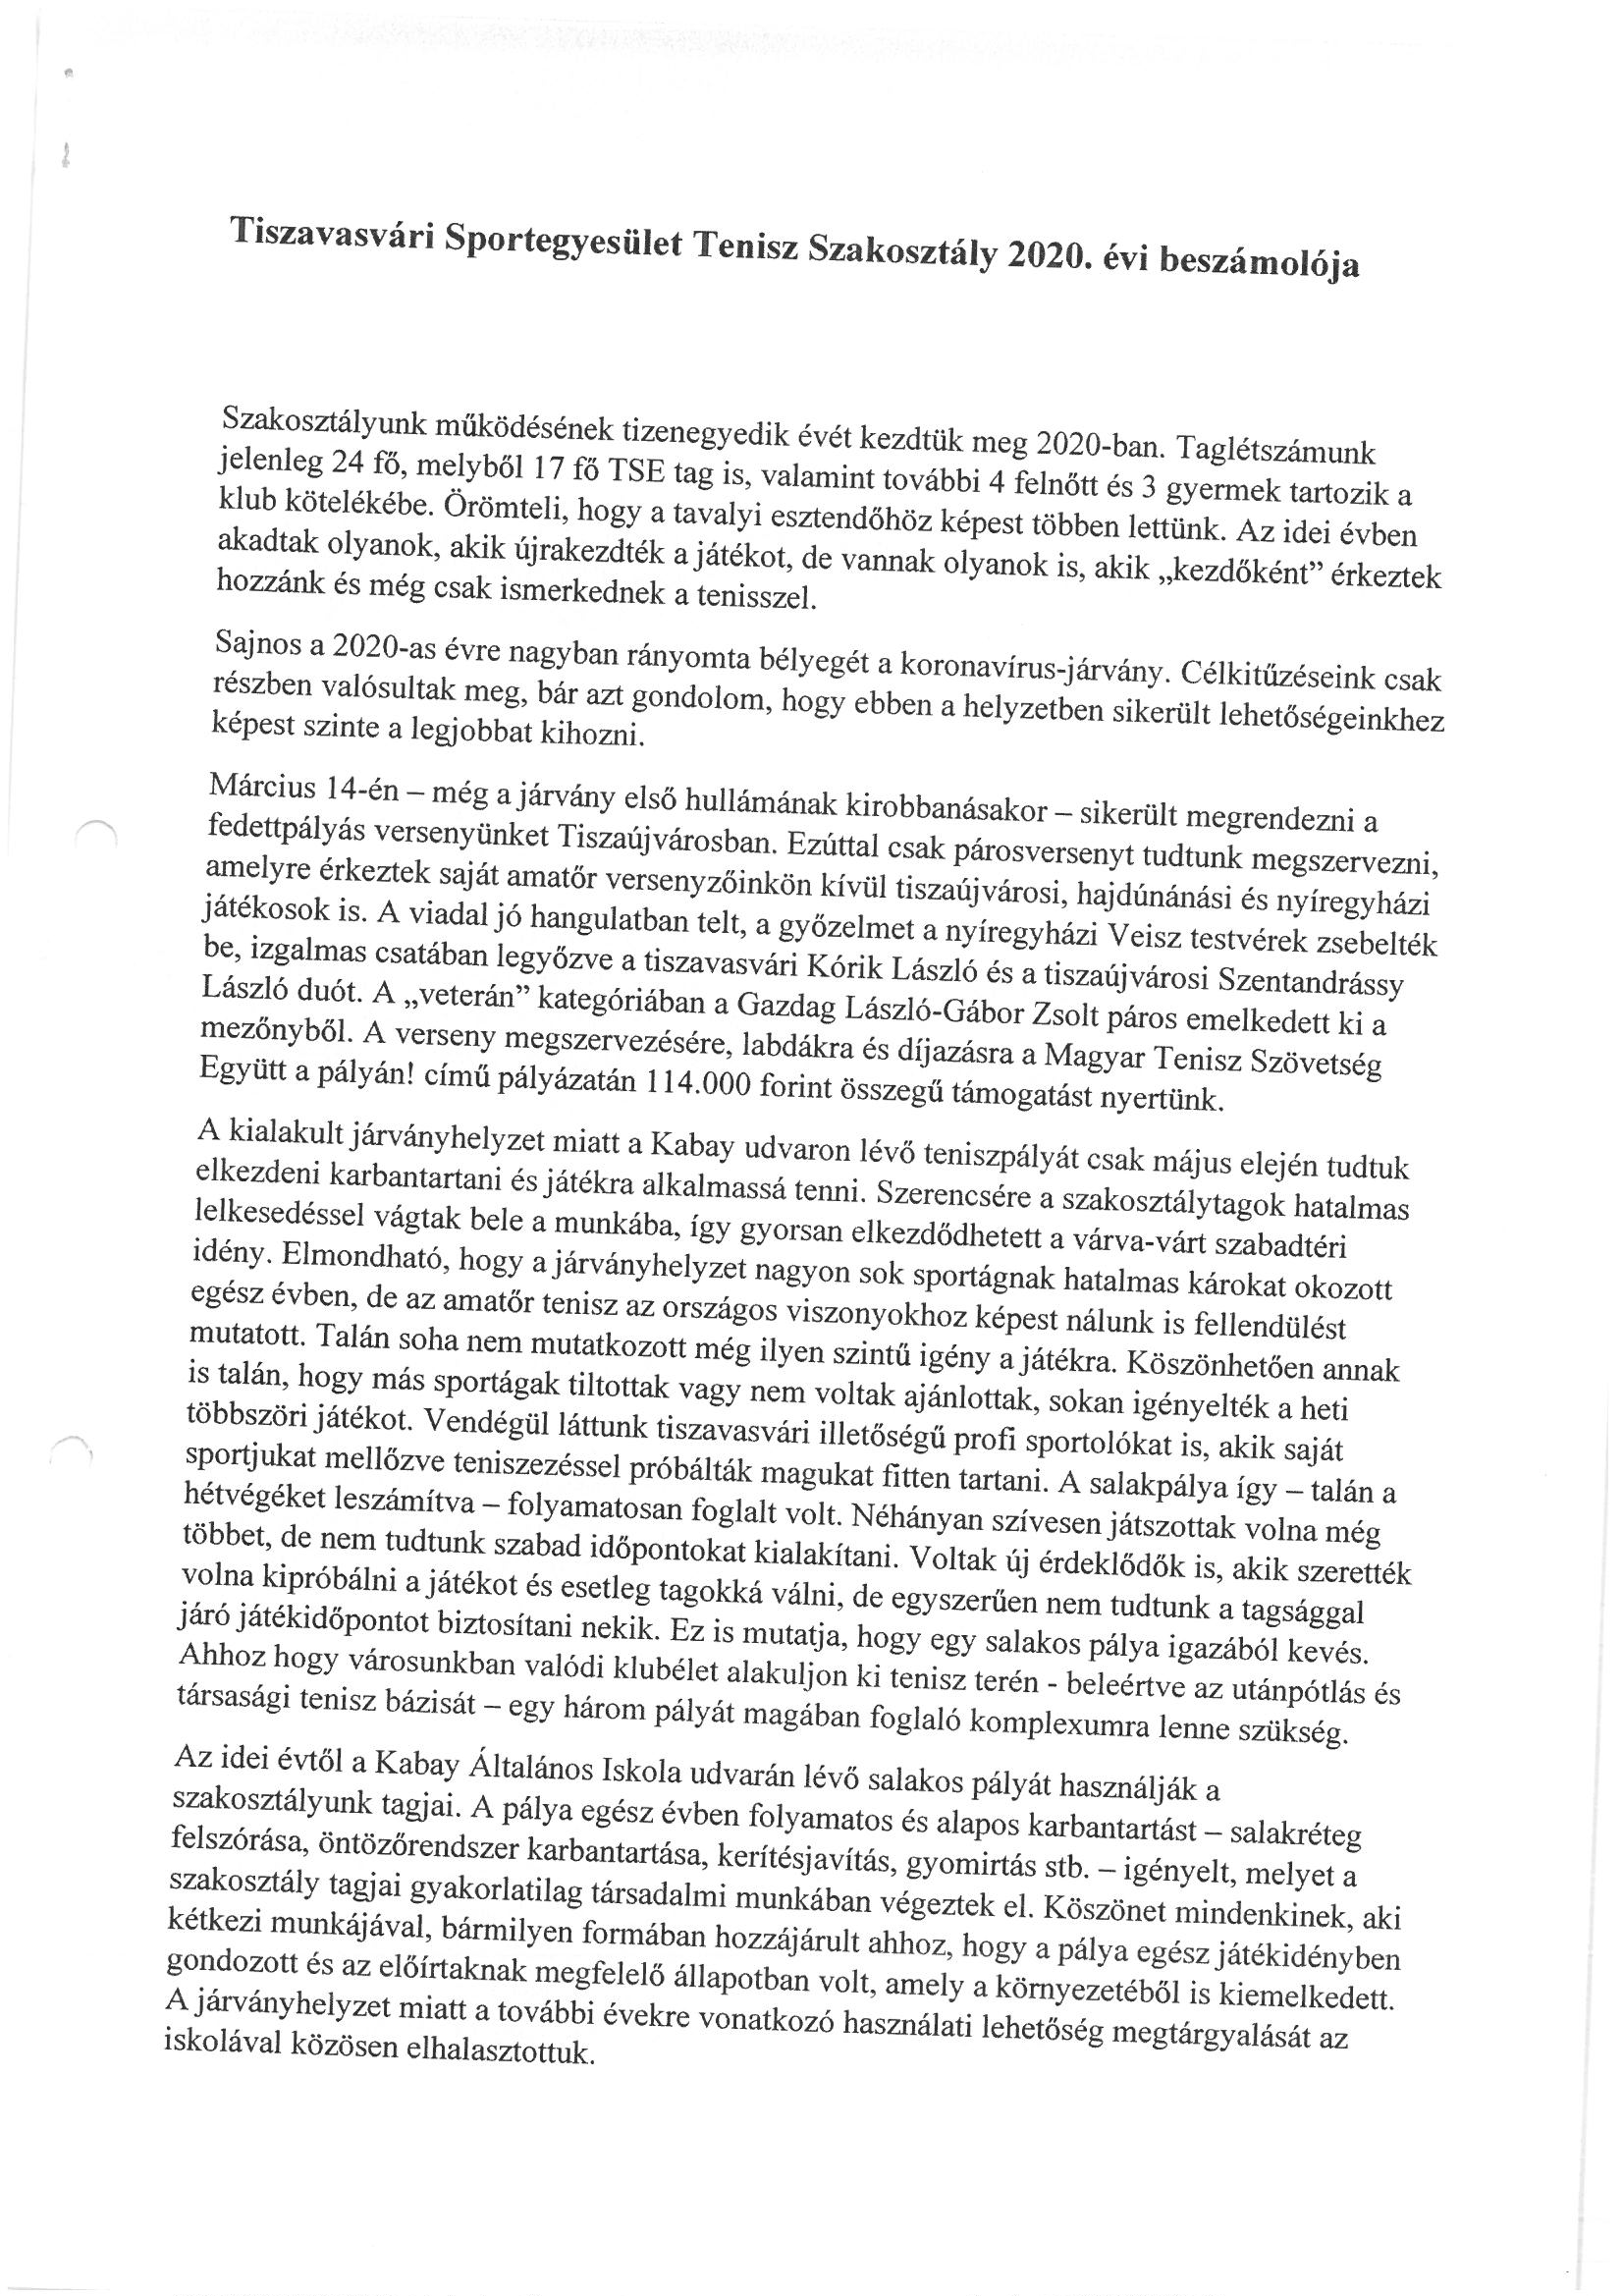 Tiszavasvári Sportegyesület Tenisz Szakosztály 2020. évi beszámolója
Szakosztályunk működésének tizenegyedik évét kezdtük meg 2020-ban. Taglétszámunk
jelenleg 24 fő, melyből 17 fő TSE tag is, valamint további 4 felnőtt és 3 gyermek tartozik a
klub kötelékébe. Örömteli, hogy a tavalyi esztendőhöz képest többen lettünk. Az idei évben
akadtak olyanok, akik újrakezdték a játékot, de vannak olyanok is, akik „kezdőként” érkeztek
hozzánk és még csak ismerkednek a tenisszel.
Sajnos a 2020-as évre nagyban rányomta bélyegét a koronavírus-járvány. Célkitűzéseink csak
részben valósultak meg, bár azt gondolom, hogy ebben a helyzetben sikerült lehetőségeinkhez
képest szinte a legjobbat kihozni.
Március 14-én – még a járvány első hullámának kirobbanásakor – sikerült megrendezni a
fedettpályás versenyünket Tiszaújvárosban. Ezúttal csak párosversenyt tudtunk megszervezni,
amelyre érkeztek saját amatőr versenyzőinkön kívül tiszaújvárosi, hajdúnánási és nyíregyházi
játékosok is. A viadal jó hangulatban telt, a győzelmet a nyíregyházi Veisz testvérek zsebelték
be, izgalmas csatában legyőzve a tiszavasvári Kórik László és a tiszaújvárosi Szentandrássy
László duót. A „veterán” kategóriában a Gazdag László-Gábor Zsolt páros emelkedett ki a
mezőnyből. A verseny megszervezésére, labdákra és díjazásra a Magyar Tenisz Szövetség
Együtt a pályán! című pályázatán 114.000 forint összegű támogatást nyertünk.
A kialakult járványhelyzet miatt a Kabay udvaron lévő teniszpályát csak május elején tudtuk
elkezdeni karbantartani és játékra alkalmassá tenni. Szerencsére a szakosztálytagok hatalmas
lelkesedéssel vágtak bele a munkába, így gyorsan elkezdődhetett a várva-várt szabadtéri
idény. Elmondható, hogy a járványhelyzet nagyon sok sportágnak hatalmas károkat okozott
egész évben, de az amatőr tenisz az országos viszonyokhoz képest nálunk is fellendülést
mutatott. Talán soha nem mutatkozott még ilyen szintű igény a játékra. Köszönhetően annak
is talán, hogy más sportágak tiltottak vagy nem voltak ajánlottak, sokan igényelték a heti
többszöri játékot. Vendégül láttunk tiszavasvári illetőségű profi sportolókat is, akik saját
sportjukat mellőzve teniszezéssel próbálták magukat fitten tartani. A salakpálya így – talán a
hétvégéket leszámítva – folyamatosan foglalt volt. Néhányan szívesen játszottak volna még
többet, de nem tudtunk szabad időpontokat kialakítani. Voltak új érdeklődők is, akik szerették
volna kipróbálni a játékot és esetleg tagokká válni, de egyszerűen nem tudtunk a tagsággal
járó játékidőpontot biztosítani nekik. Ez is mutatja, hogy egy salakos pálya igazából kevés.
Ahhoz hogy városunkban valódi klubélet alakuljon ki tenisz terén - beleértve az utánpótlás és
társasági tenisz bázisát – egy három pályát magában foglaló komplexumra lenne szükség.
Az idei évtől a Kabay Általános Iskola udvarán lévő salakos pályát használják a
szakosztályunk tagjai. A pálya egész évben folyamatos és alapos karbantartást – salakréteg
felszórása, öntözőrendszer karbantartása, kerítésjavítás, gyomirtás stb. – igényelt, melyet a
szakosztály tagjai gyakorlatilag társadalmi munkában végeztek el. Köszönet mindenkinek, aki
kétkezi munkájával, bármilyen formában hozzájárult ahhoz, hogy a pálya egész játékidényben
gondozott és az előírtaknak megfelelő állapotban volt, amely a környezetéből is kiemelkedett.
A járványhelyzet miatt a további évekre vonatkozó használati lehetőség megtárgyalását az
iskolával közösen elhalasztottuk.